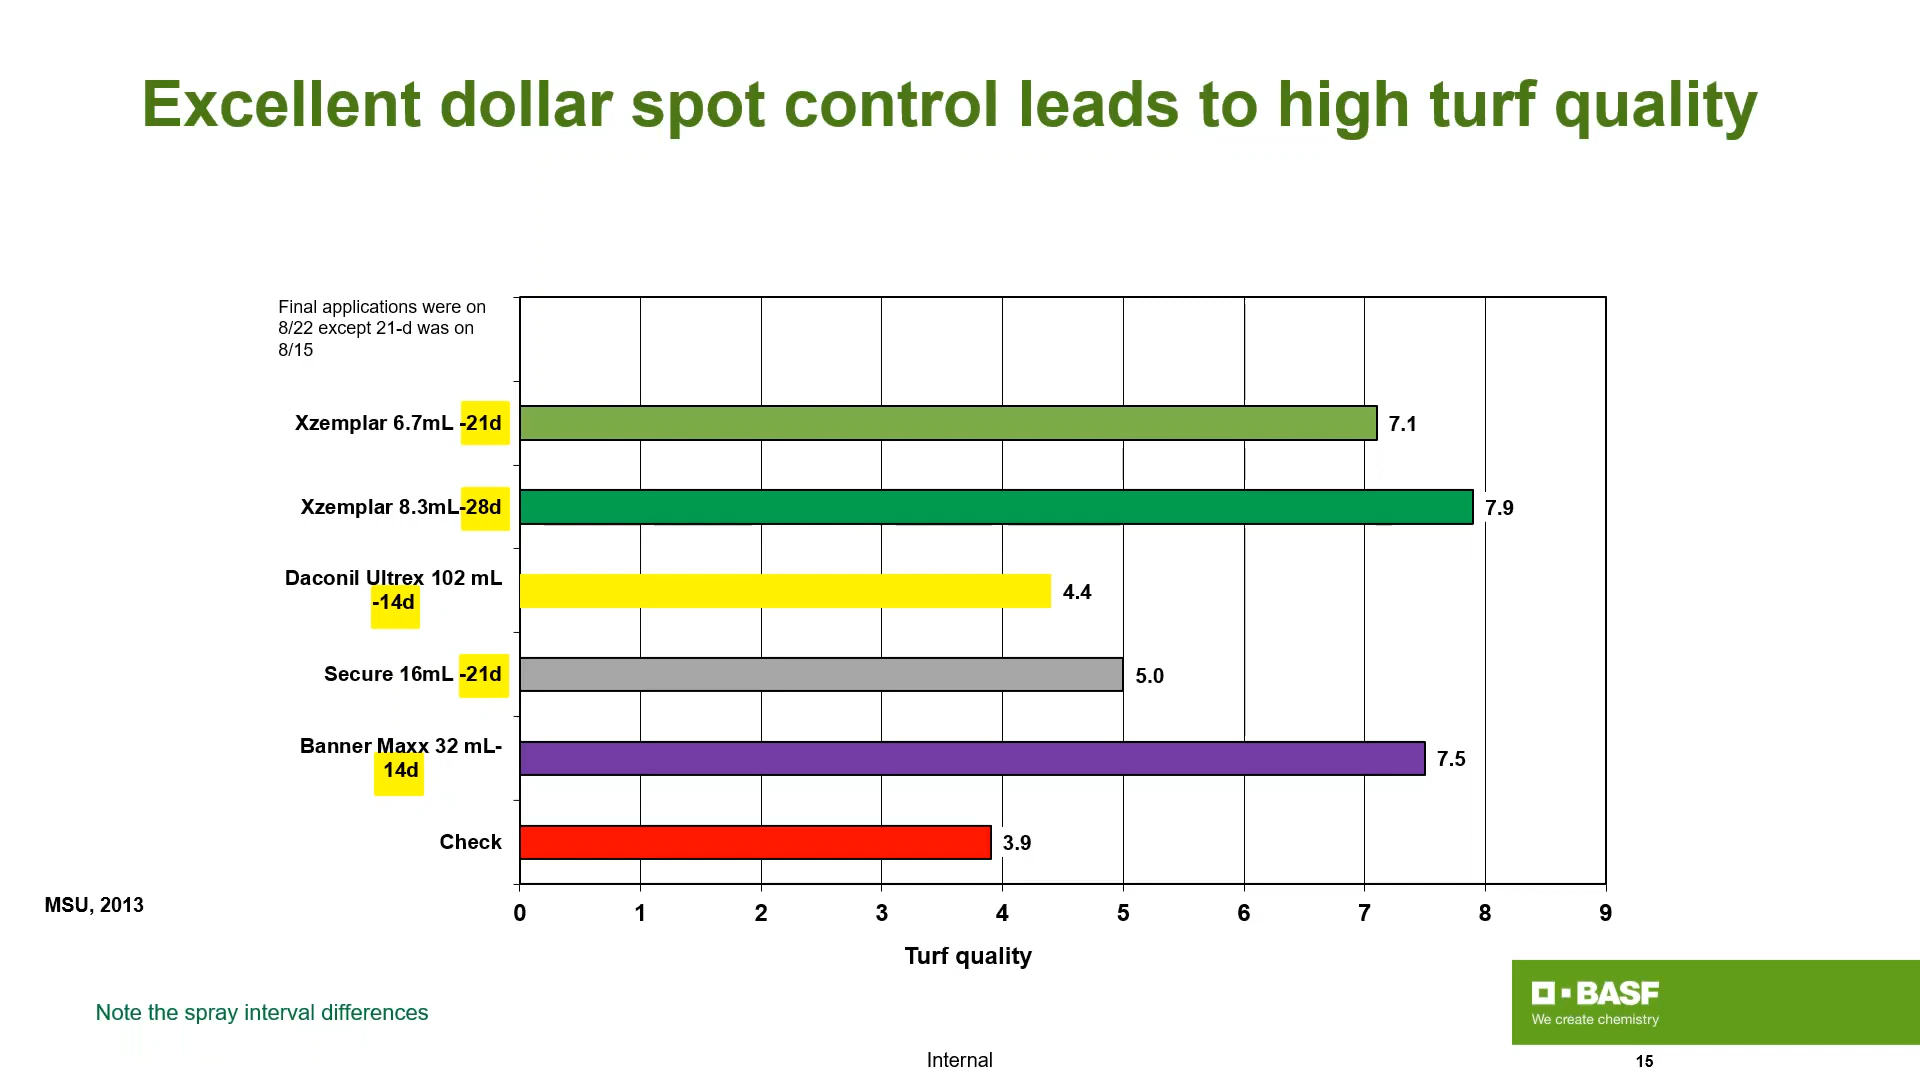 Excellent dollar spot control leads to high turf quality
Final applications were on
8/22 except 21-d was on
8/15
Xzemplar 6.7mL -21d
7.1
Xzemplar 8.3mL-28d
7.9
Daconil Ultrex 102 mL
-14d
4.4
Secure 16mL -21d
5.0
Banner Maxx 32 mL-
14d
7.5
Check
3.9
0 1 2 3 4 5 6 7 8 9
Turf quality
MSU, 2013
Note the spray interval differences
BASF
We create chemistry
Internal
15